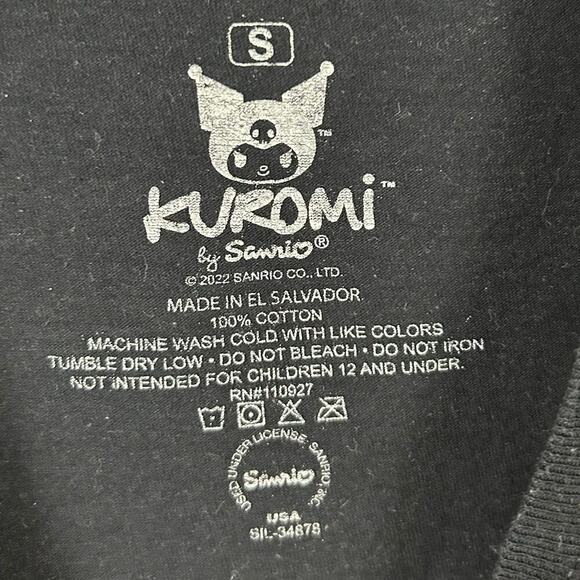 S
™
KUROMi™
by Sanrio®
© 2022 SANRIO CO., LTD.
MADE IN EL SALVADOR
100% COTTON
MACHINE WASH COLD WITH LIKE COLORS
TUMBLE DRY LOW • DO NOT BLEACH • DO NOT IRON
NOT INTENDED FOR CHILDREN 12 AND UNDER.
RN#110927
USED UNDER LICENSE: SANRIO, INC.
Sanrio
USA
SIL-34878